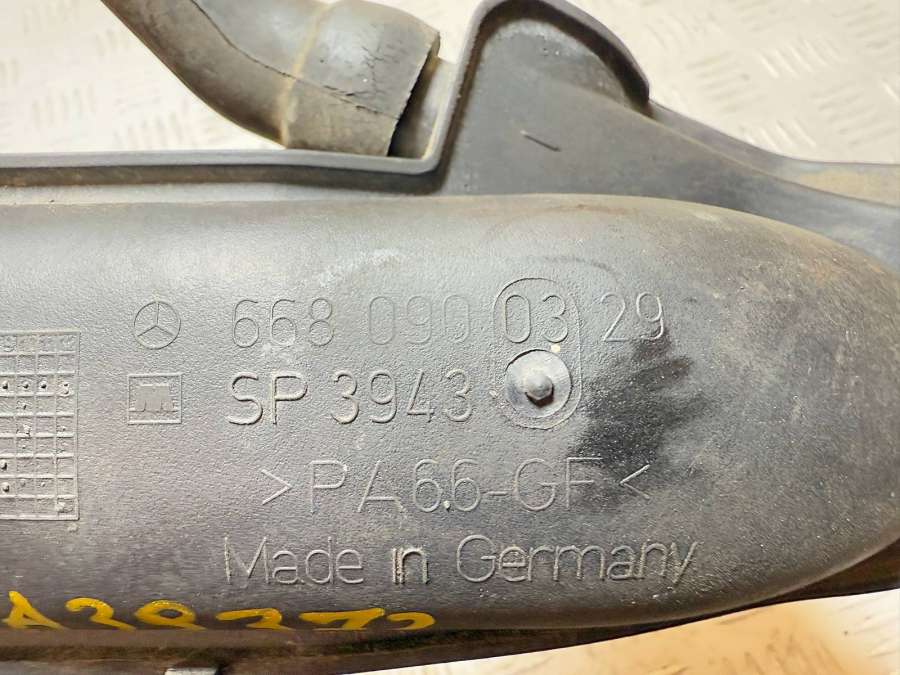 668 090 03 29
SP 3943
>PA6.6-GF<
Made in Germany